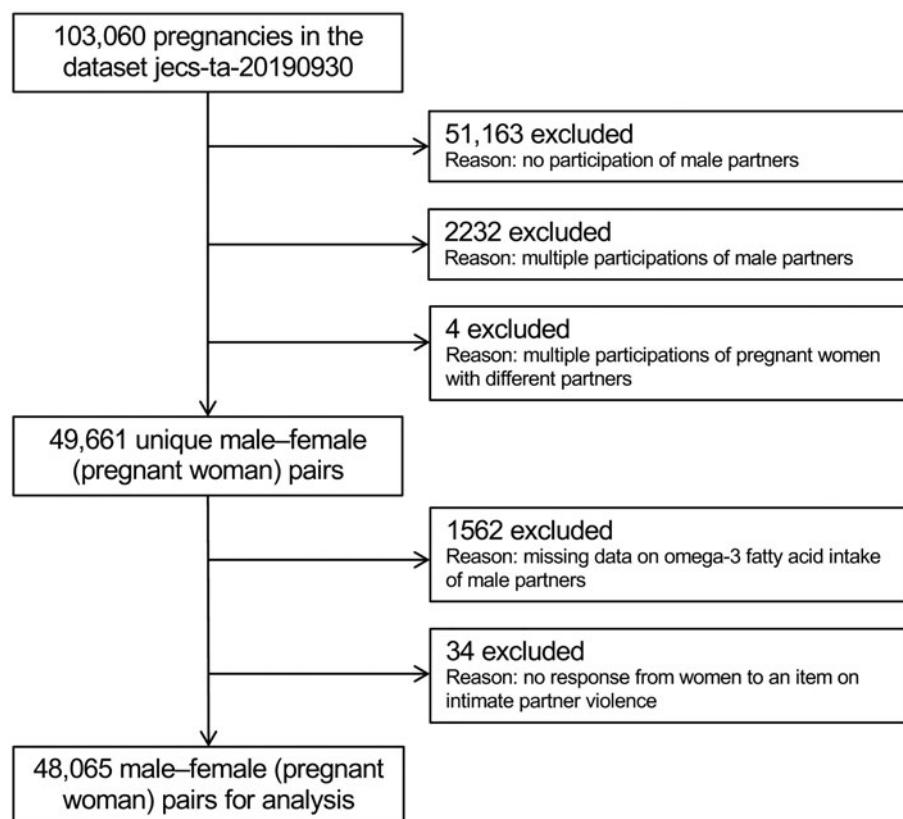 103,060 pregnancies in the
dataset jecs-ta-20190930
51,163 excluded
Reason: no participation of male partners
2232 excluded
Reason: multiple participations of male partners
4 excluded
Reason: multiple participations of pregnant women
with different partners
49,661 unique male–female
(pregnant woman) pairs
1562 excluded
Reason: missing data on omega-3 fatty acid intake
of male partners
34 excluded
Reason: no response from women to an item on
intimate partner violence
48,065 male–female (pregnant
woman) pairs for analysis